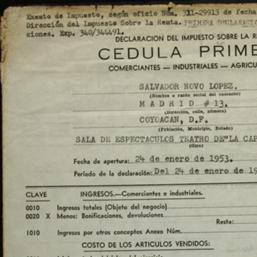 Exento de Impuesto, según oficio Núm. 311-29913 de fecha
Dirección del Impuesto Sobre la Renta. PRIMERA DECLARACIO
ciones. Exp. 340/344491.
DECLARACION DEL IMPUESTO SOBRE LA R
CEDULA PRIME
COMERCIANTES — INDUSTRIALES — AGRICU
SALVADOR NOVO LOPEZ.
(Nombre o razón social del causante)
MADRID #13.
(Dirección, calle, número)
COYOACAN, D.F.
(Población, Municipio, Estado)
SALA DE ESPECTACULOS TEATRO DE "LA CAP
(Giro)
Fecha de apertura: 24 de enero de 1953.
Período de la declaración: Del 24 de enero de 19
CLAVE INGRESOS.—Comerciantes e industriales.
0010 Ingresos totales (Objeto del negocio)
0020 X Menos: Bonificaciones, devoluciones
Resta:
1010 Ingresos por otros conceptos Anexo Núm.
COSTO DE LOS ARTICULOS VENDIDOS: